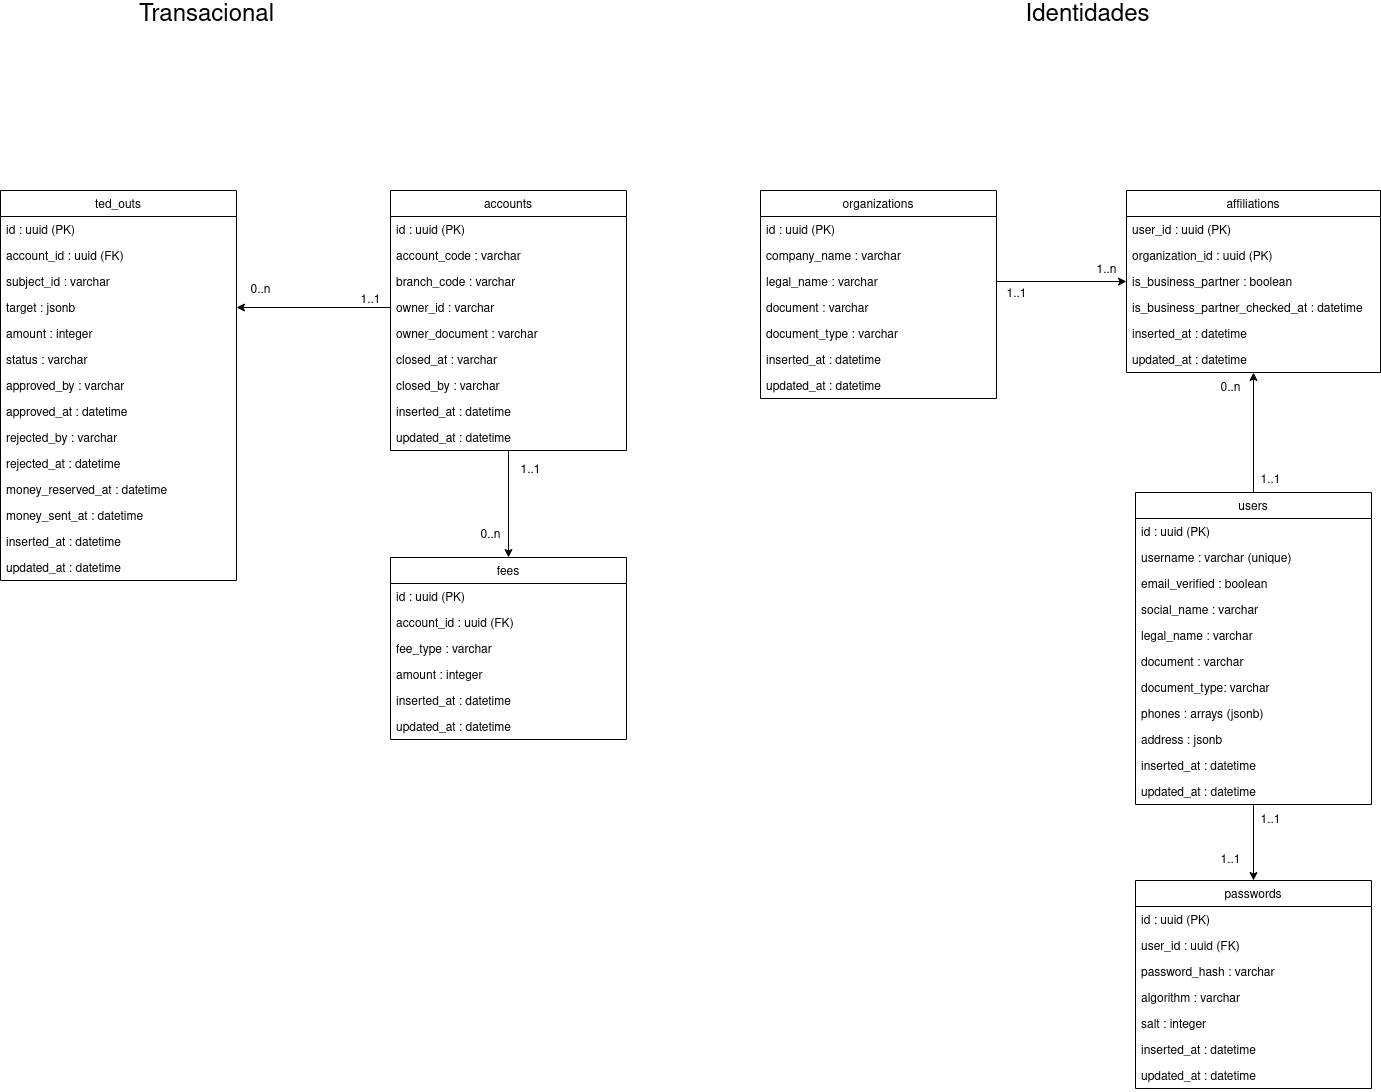 Transacional
Identidades
ted_outs
id : uuid (PK)
account_id : uuid (FK)
subject_id : varchar
target : jsonb
amount : integer
status : varchar
approved_by : varchar
approved_at : datetime
rejected_by : varchar
rejected_at : datetime
money_reserved_at : datetime
money_sent_at : datetime
inserted_at : datetime
updated_at : datetime
0..n
1..1
accounts
id : uuid (PK)
account_code : varchar
branch_code : varchar
owner_id : varchar
owner_document : varchar
closed_at : varchar
closed_by : varchar
inserted_at : datetime
updated_at : datetime
1..1
0..n
fees
id : uuid (PK)
account_id : uuid (FK)
fee_type : varchar
amount : integer
inserted_at : datetime
updated_at : datetime
organizations
id : uuid (PK)
company_name : varchar
legal_name : varchar
document : varchar
document_type : varchar
inserted_at : datetime
updated_at : datetime
1..n
1..1
affiliations
user_id : uuid (PK)
organization_id : uuid (PK)
is_business_partner : boolean
is_business_partner_checked_at : datetime
inserted_at : datetime
updated_at : datetime
0..n
1..1
users
id : uuid (PK)
username : varchar (unique)
email_verified : boolean
social_name : varchar
legal_name : varchar
document : varchar
document_type: varchar
phones : arrays (jsonb)
address : jsonb
inserted_at : datetime
updated_at : datetime
1..1
1..1
passwords
id : uuid (PK)
user_id : uuid (FK)
password_hash : varchar
algorithm : varchar
salt : integer
inserted_at : datetime
updated_at : datetime